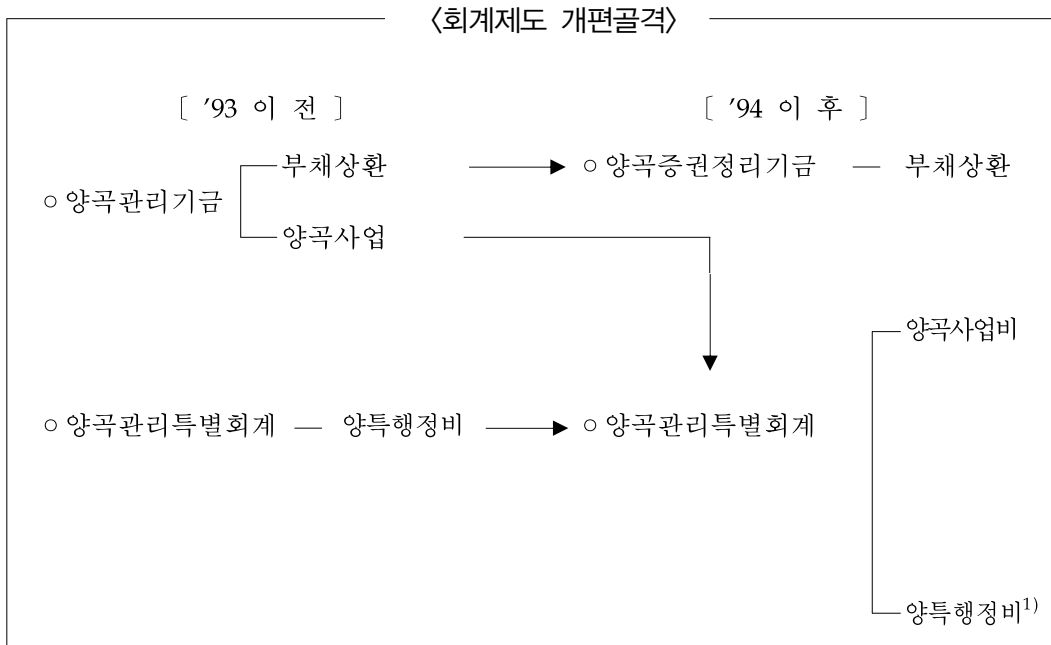 〈회계제도 개편골격〉
[ '93 이 전 ] [ '94 이 후 ]
부채상환 ○ 양곡증권정리기금 — 부채상환
○ 양곡관리기금
양곡사업
양곡사업비
○ 양곡관리특별회계 — 양특행정비 ○ 양곡관리특별회계
양특행정비1)